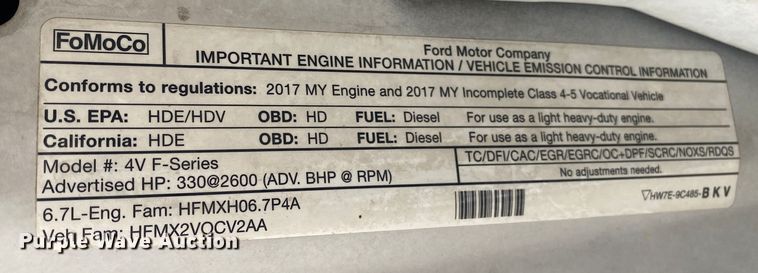 FoMoCo
Ford Motor Company
IMPORTANT ENGINE INFORMATION / VEHICLE EMISSION CONTROL INFORMATION
Conforms to regulations: 2017 MY Engine and 2017 MY Incomplete Class 4-5 Vocational Vehicle
U.S. EPA: HDE/HDV OBD: HD FUEL: Diesel For use as a light heavy-duty engine.
California: HDE OBD: HD FUEL: Diesel For use as a light heavy-duty engine.
Model #: 4V F-Series
Advertised HP: 330@2600 (ADV. BHP @ RPM)
TC/DFI/CAC/EGR/EGRC/OC+DPF/SCRC/NOXS/RDQS
No adjustments needed.
6.7L-Eng. Fam: HFMXH06.7P4A
Veh Fam: HFMX2VOCV2AA
HW7E-9C485-BKV
Purple Wave Auction